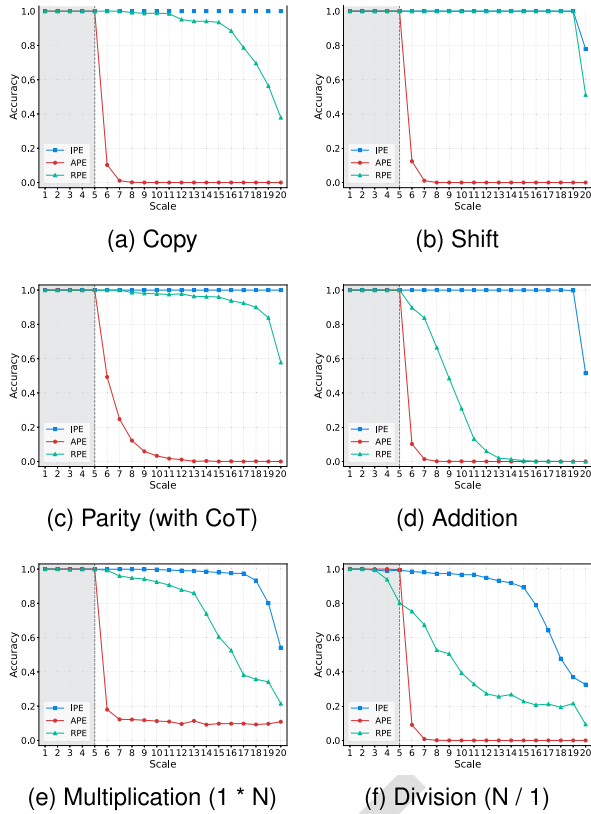 1.0
0.8
0.6
0.4
0.2
0.0
Accuracy
IPE
APE
RPE
1 2 3 4 5 6 7 8 9 10 11 12 13 14 15 16 17 18 19 20
Scale
(a) Copy
1.0
0.8
0.6
0.4
0.2
0.0
Accuracy
IPE
APE
RPE
1 2 3 4 5 6 7 8 9 10 11 12 13 14 15 16 17 18 19 20
Scale
(b) Shift
1.0
0.8
0.6
0.4
0.2
0.0
Accuracy
IPE
APE
RPE
1 2 3 4 5 6 7 8 9 10 11 12 13 14 15 16 17 18 19 20
Scale
(c) Parity (with CoT)
1.0
0.8
0.6
0.4
0.2
0.0
Accuracy
IPE
APE
RPE
1 2 3 4 5 6 7 8 9 10 11 12 13 14 15 16 17 18 19 20
Scale
(d) Addition
1.0
0.8
0.6
0.4
0.2
0.0
Accuracy
IPE
APE
RPE
1 2 3 4 5 6 7 8 9 10 11 12 13 14 15 16 17 18 19 20
Scale
(e) Multiplication (1 * N)
1.0
0.8
0.6
0.4
0.2
0.0
Accuracy
IPE
APE
RPE
1 2 3 4 5 6 7 8 9 10 11 12 13 14 15 16 17 18 19 20
Scale
(f) Division (N / 1)